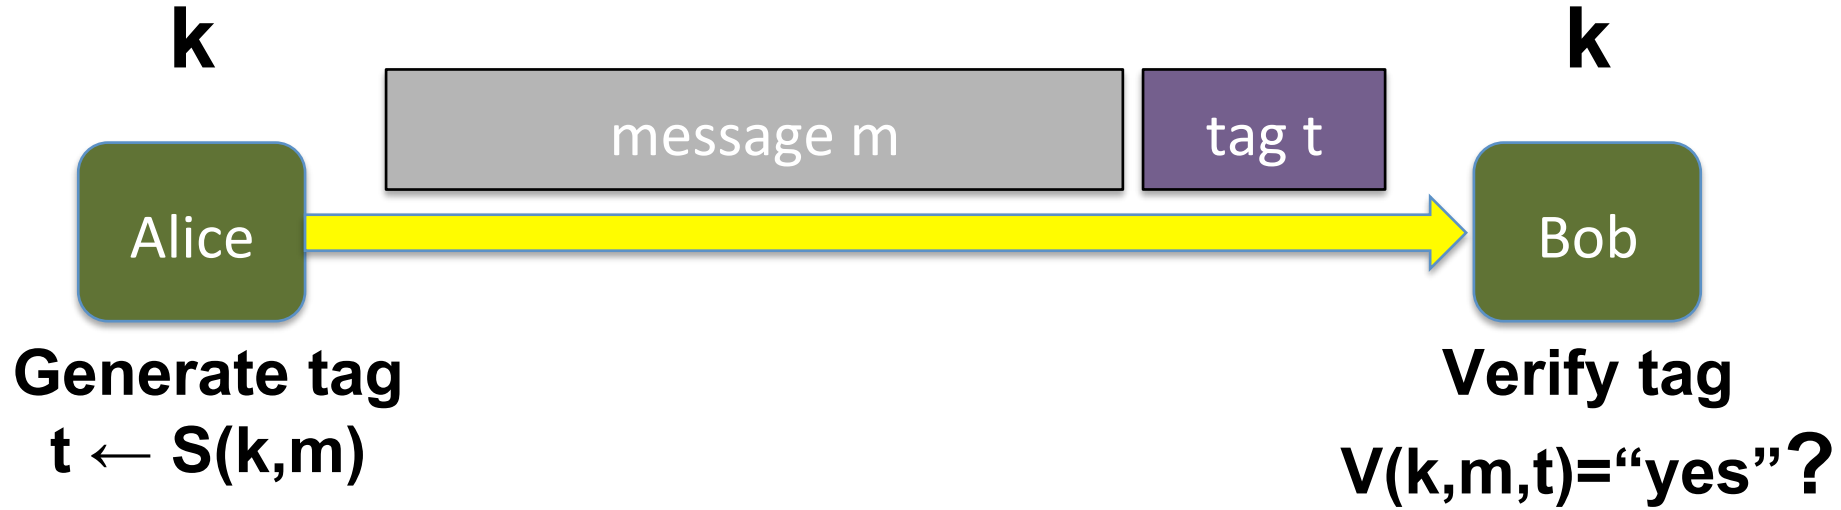 k
k
message m
tag t
Alice
Bob
Generate tag
t ← S(k,m)
Verify tag
V(k,m,t)=“yes”?